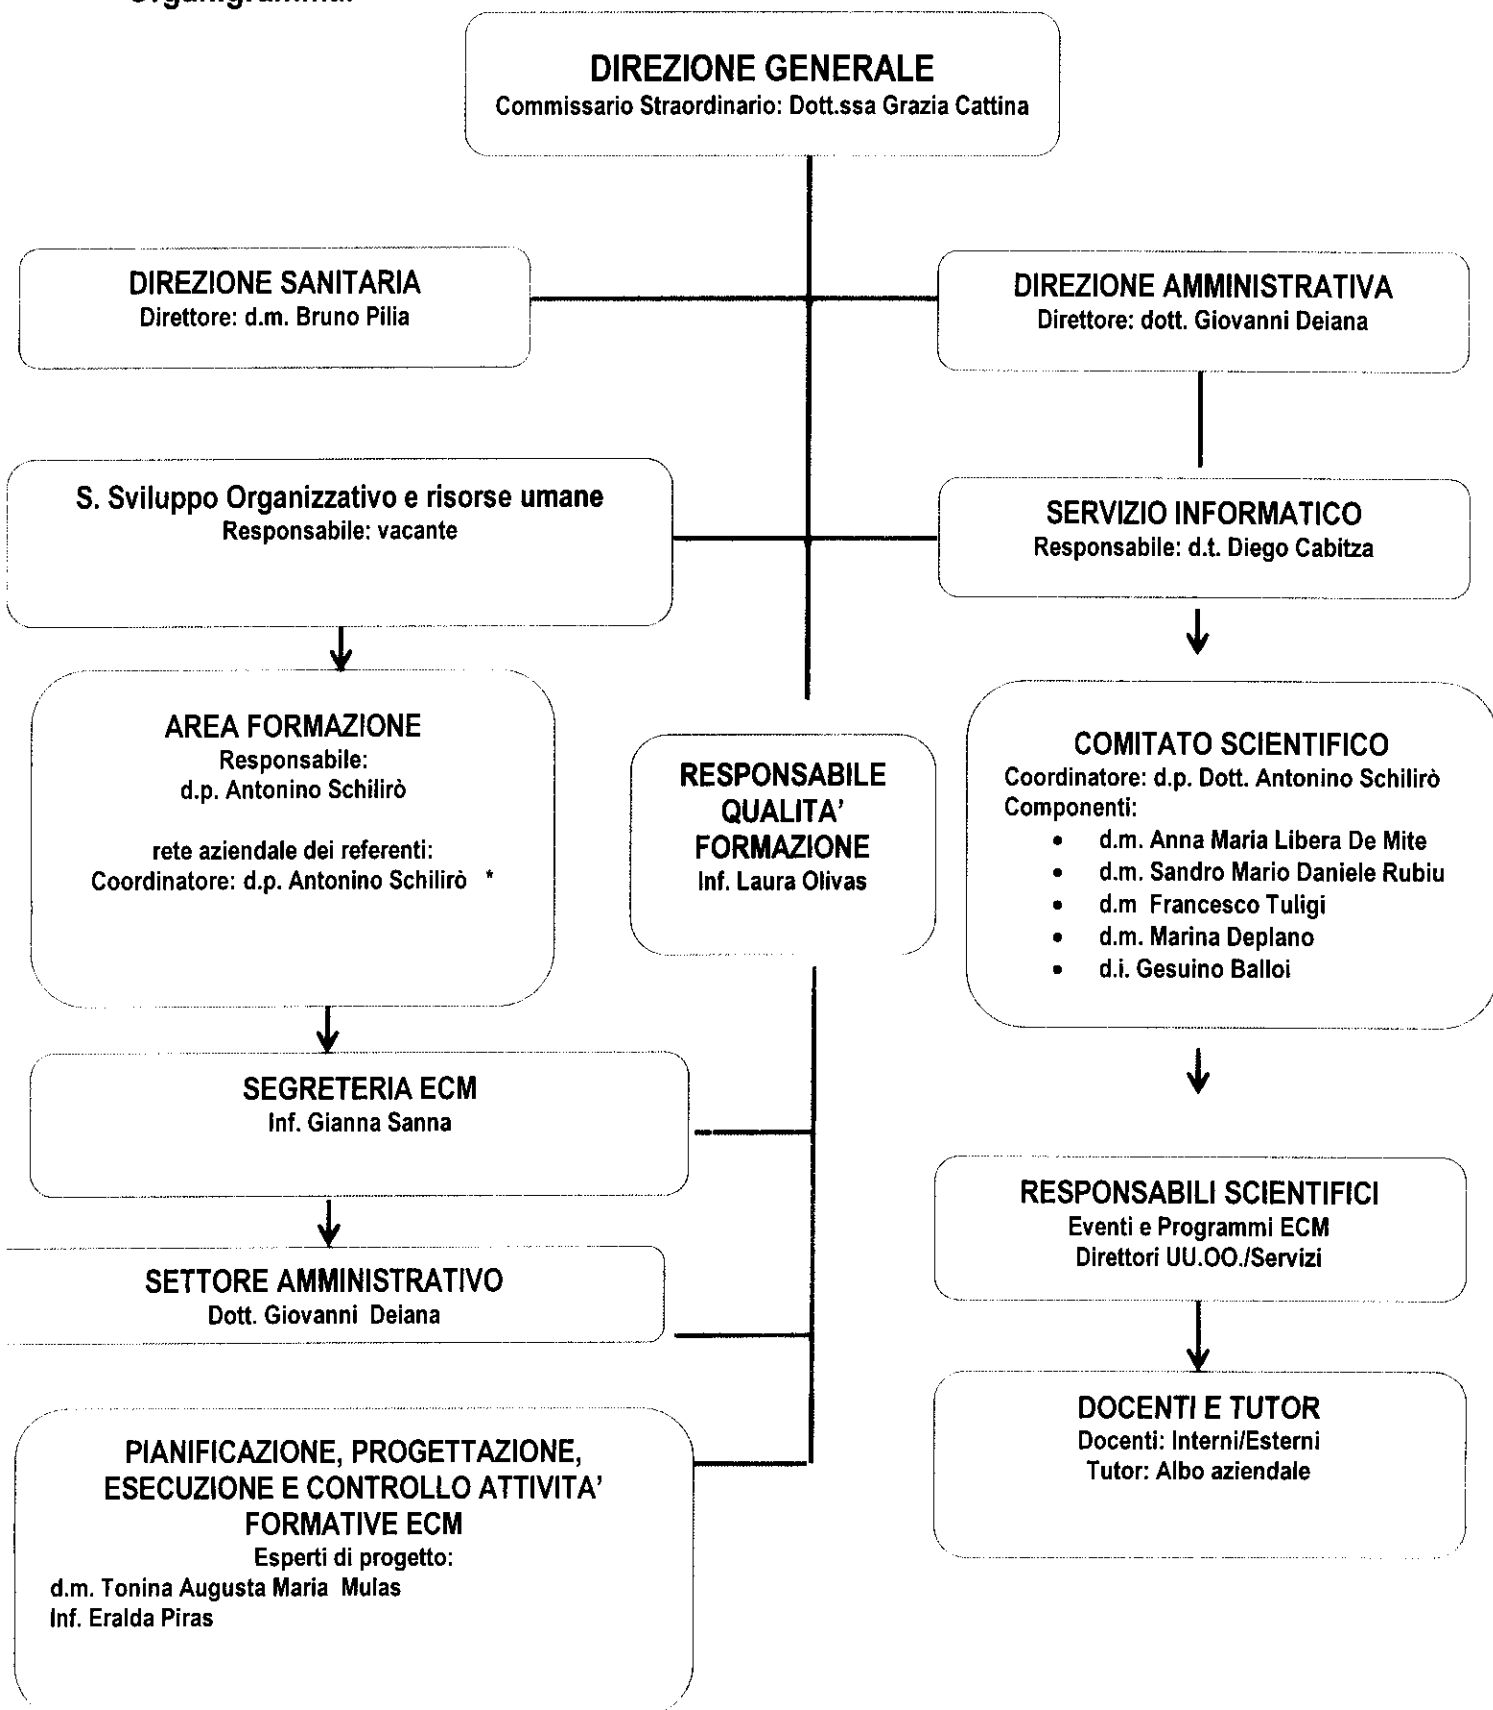 Organigramma:
DIREZIONE GENERALE
Commissario Straordinario: Dott.ssa Grazia Cattina
DIREZIONE SANITARIA
Direttore: d.m. Bruno Pilia
DIREZIONE AMMINISTRATIVA
Direttore: dott. Giovanni Deiana
S. Sviluppo Organizzativo e risorse umane
Responsabile: vacante
SERVIZIO INFORMATICO
Responsabile: d.t. Diego Cabitza
AREA FORMAZIONE
Responsabile:
d.p. Antonino Schilirò
rete aziendale dei referenti:
Coordinatore: d.p. Antonino Schilirò *
RESPONSABILE
QUALITA'
FORMAZIONE
Inf. Laura Olivas
COMITATO SCIENTIFICO
Coordinatore: d.p. Dott. Antonino Schilirò
Componenti:
• d.m. Anna Maria Libera De Mite
• d.m. Sandro Mario Daniele Rubiu
• d.m Francesco Tuligi
• d.m. Marina Deplano
• d.i. Gesuino Balloi
SEGRETERIA ECM
Inf. Gianna Sanna
SETTORE AMMINISTRATIVO
Dott. Giovanni Deiana
RESPONSABILI SCIENTIFICI
Eventi e Programmi ECM
Direttori UU.OO./Servizi
PIANIFICAZIONE, PROGETTAZIONE,
ESECUZIONE E CONTROLLO ATTIVITA'
FORMATIVE ECM
Esperti di progetto:
d.m. Tonina Augusta Maria Mulas
Inf. Eralda Piras
DOCENTI E TUTOR
Docenti: Interni/Esterni
Tutor: Albo aziendale